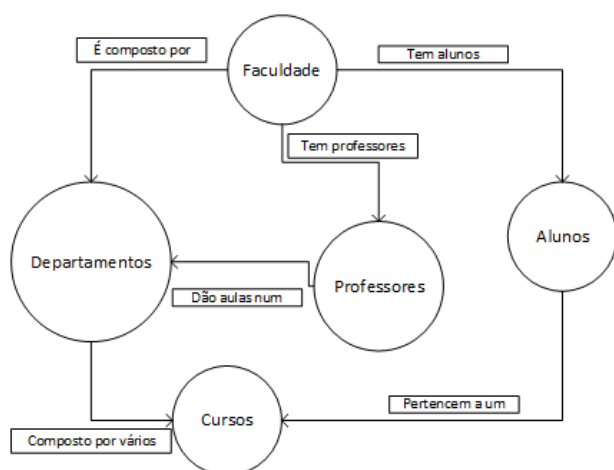 É composto por
Faculdade
Tem alunos
Tem professores
Departamentos
Professores
Alunos
Dão aulas num
Composto por vários
Cursos
Pertencem a um